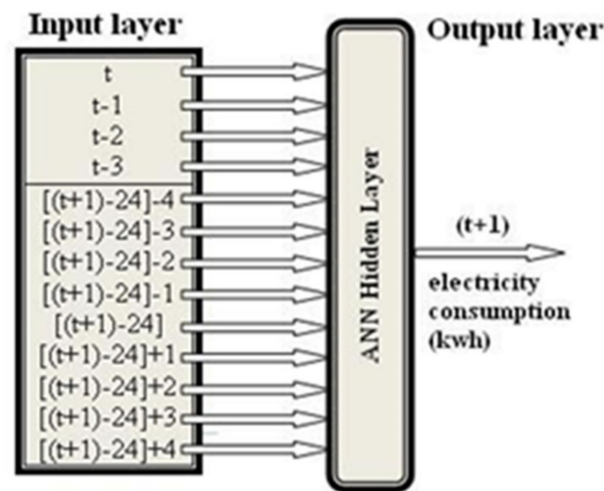 Input layer
t
t-1
t-2
t-3
[(t+1)-24]-4
[(t+1)-24]-3
[(t+1)-24]-2
[(t+1)-24]-1
[(t+1)-24]
[(t+1)-24]+1
[(t+1)-24]+2
[(t+1)-24]+3
[(t+1)-24]+4
ANN Hidden Layer
Output layer
(t+1)
electricity
consumption
(kwh)